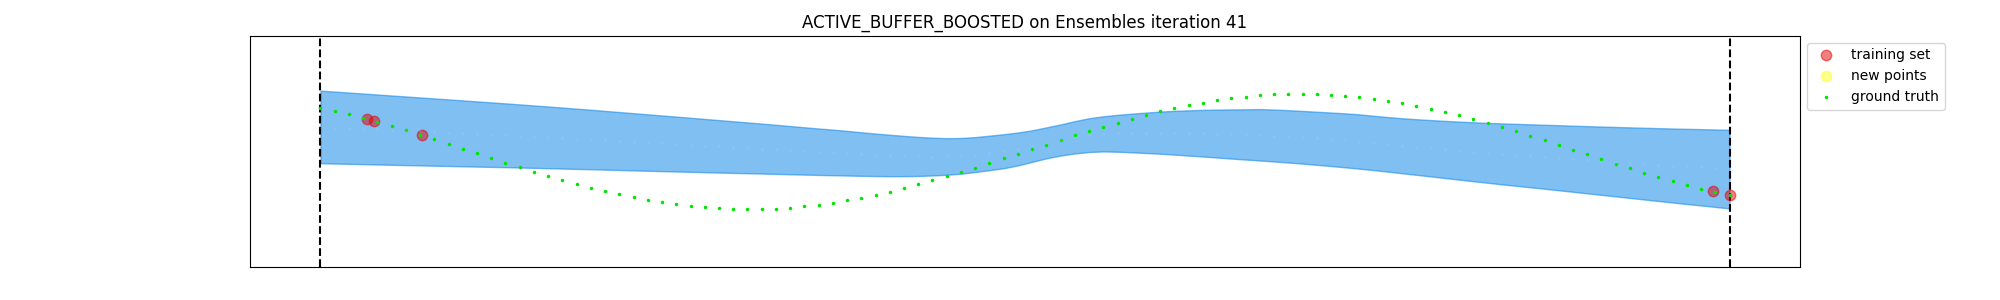 ACTIVE_BUFFER_BOOSTED on Ensembles iteration 41
training set
new points
ground truth